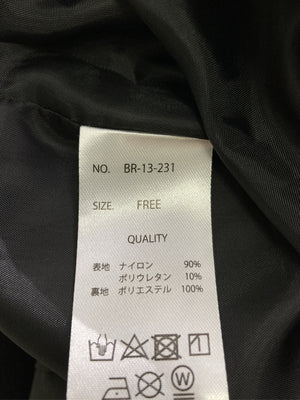 NO. BR-13-231
SIZE. FREE
QUALITY
表地 ナイロン 90%
ポリウレタン 10%
裏地 ポリエステル 100%
W